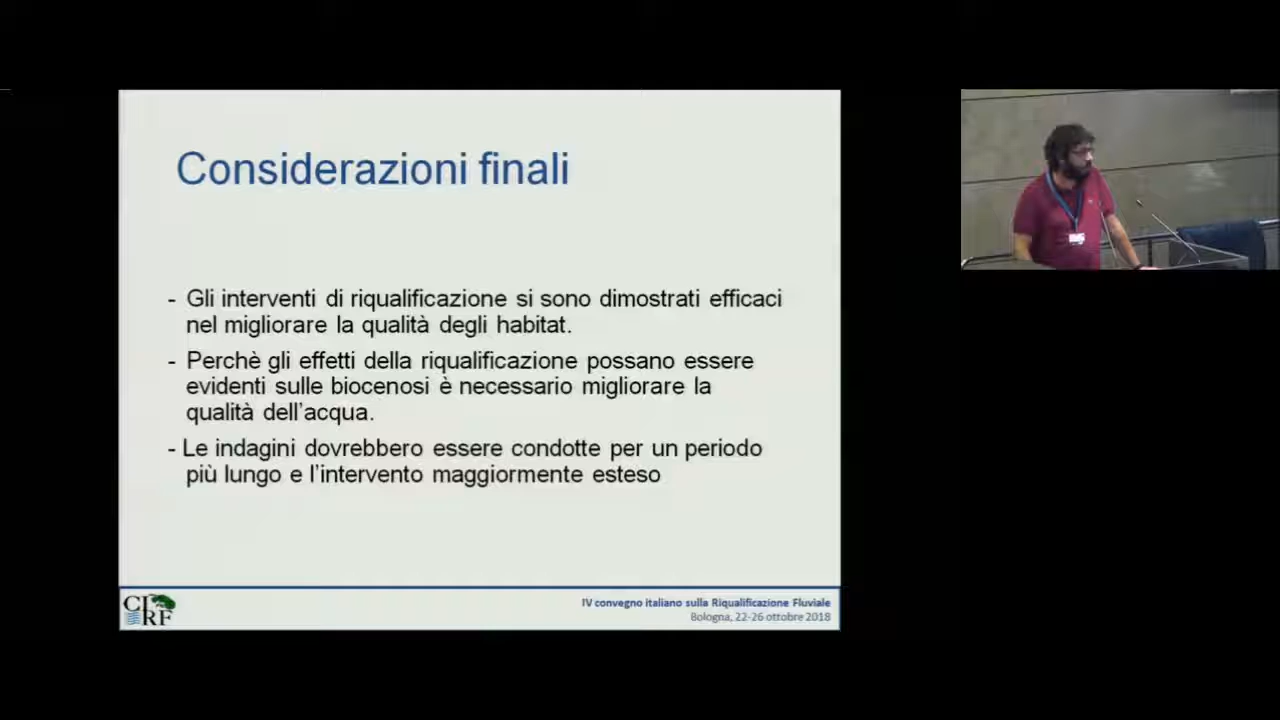 Considerazioni finali
- Gli interventi di riqualificazione si sono dimostrati efficaci
nel migliorare la qualità degli habitat.
- Perchè gli effetti della riqualificazione possano essere
evidenti sulle biocenosi è necessario migliorare la
qualità dell'acqua.
- Le indagini dovrebbero essere condotte per un periodo
più lungo e l'intervento maggiormente esteso
CIRF
IV convegno italiano sulla Riqualificazione Fluviale
Bologna, 22-26 ottobre 2018